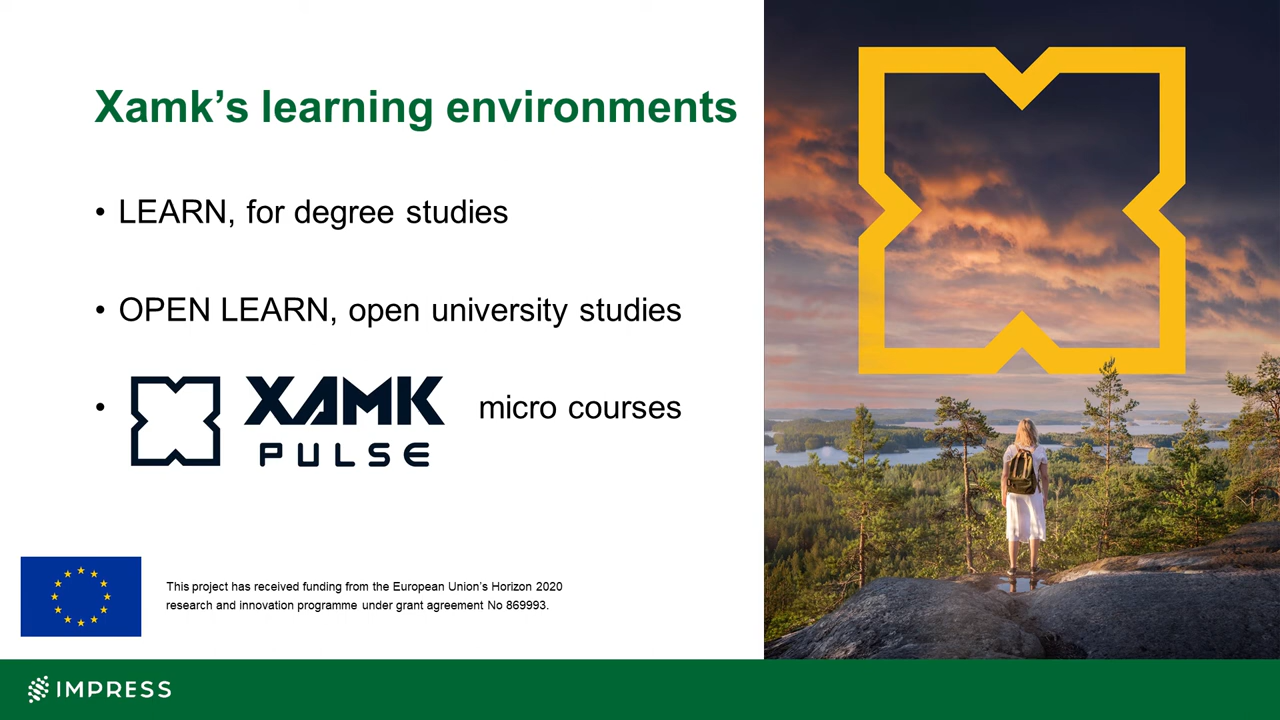 Xamk’s learning environments
• LEARN, for degree studies
• OPEN LEARN, open university studies
• XAMK PULSE micro courses
This project has received funding from the European Union’s Horizon 2020
research and innovation programme under grant agreement No 869993.
IMPRESS